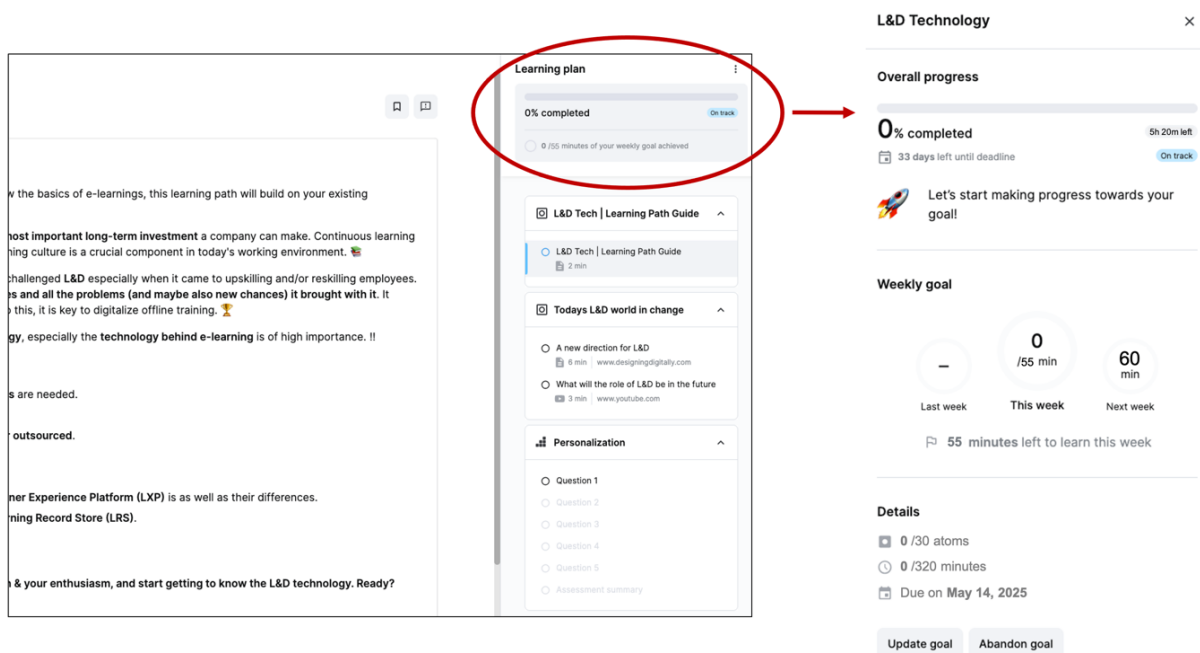 w the basics of e-learnings, this learning path will build on your existing
most important long-term investment a company can make. Continuous learning
ning culture is a crucial component in today's working environment. 📚
challenged L&D especially when it came to upskilling and/or reskilling employees.
es and all the problems (and maybe also new chances) it brought with it. It
o this, it is key to digitalize offline training. 🏆
gy, especially the technology behind e-learning is of high importance. !!
s are needed.
r outsourced.
ner Experience Platform (LXP) is as well as their differences.
rning Record Store (LRS).
n & your enthusiasm, and start getting to know the L&D technology. Ready?
Learning plan
0% completed
On track
0 /55 minutes of your weekly goal achieved
L&D Tech | Learning Path Guide
L&D Tech | Learning Path Guide
2 min
Todays L&D world in change
A new direction for L&D
6 min | www.designingdigitally.com
What will the role of L&D be in the future
3 min | www.youtube.com
Personalization
Question 1
Question 2
Question 3
Question 4
Question 5
Assessment summary
L&D Technology
Overall progress
0% completed
5h 20m left
33 days left until deadline
On track
Let's start making progress towards your
goal!
Weekly goal
–
Last week
0
/55 min
This week
60
min
Next week
55 minutes left to learn this week
Details
0 /30 atoms
0 /320 minutes
Due on May 14, 2025
Update goal
Abandon goal